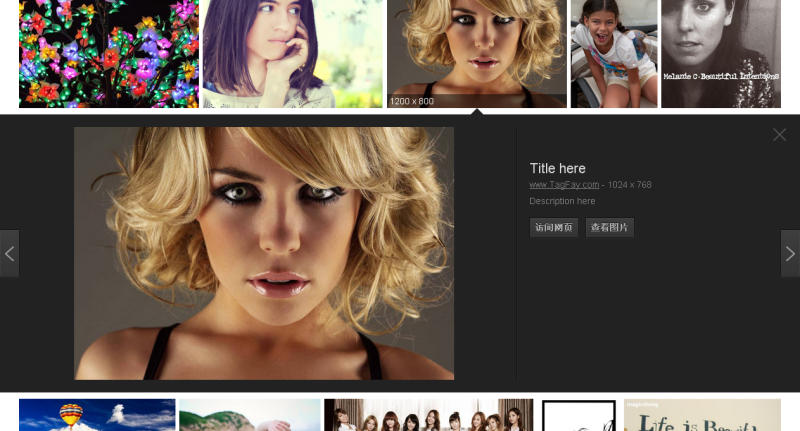 Melanie C·Beautiful Intentions
1200 x 800
Title here
www.TagFay.com - 1024 x 768
Description here
访问网页
查看图片
Life is Beautiful